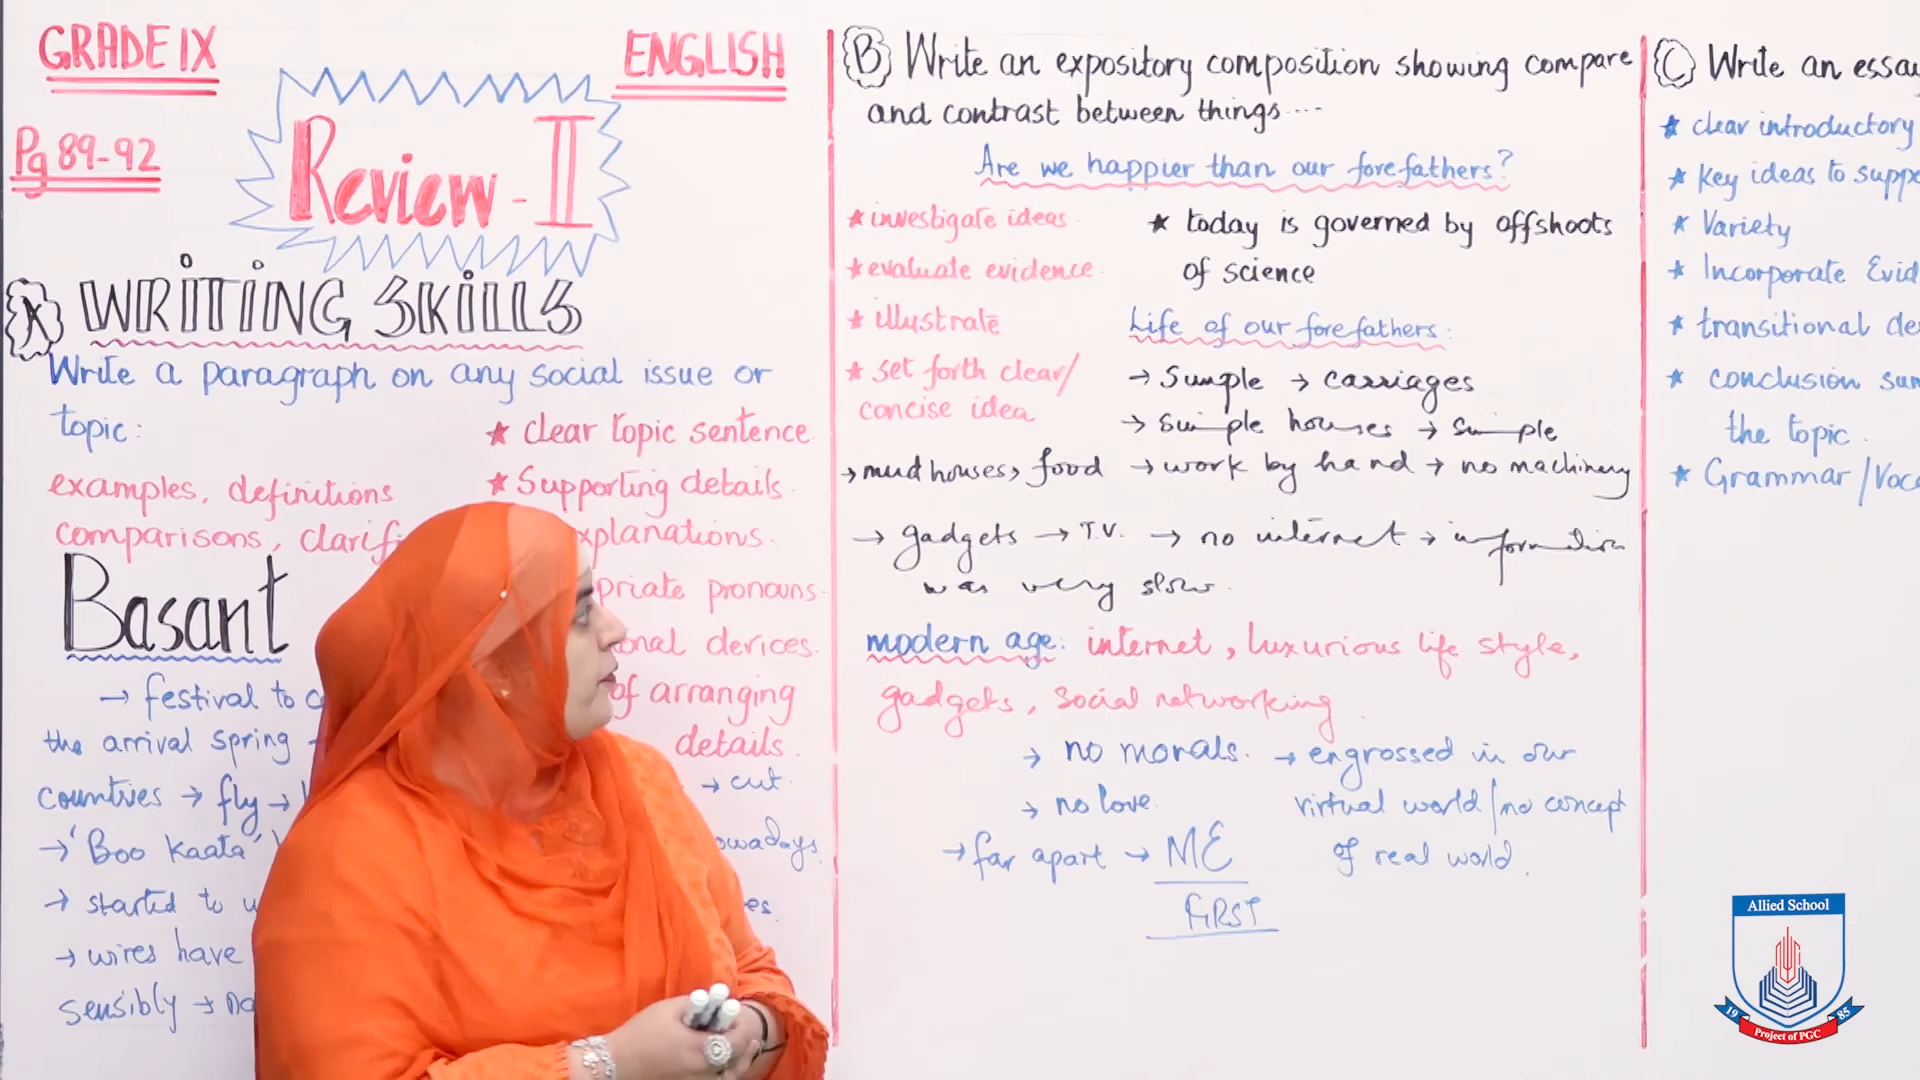 GRADE IX
ENGLISH
Pg 89-92
Review - II
A WRITING SKILLS
Write a paragraph on any social issue or
topic:
★ clear topic sentence
examples, definitions
★ Supporting details
comparisons, clarif
xplanations.
priate pronouns
onal devices.
of arranging
details.
Basant
→ festival to c
the arrival spring
countries → fly →
→ cut
→ 'Boo Kaata'
owadays
→ started to u
es
→ wires have
sensibly → no
B Write an expository composition showing compare
and contrast between things....
Are we happier than our forefathers?
★ investigate ideas
★ evaluate evidence
★ illustrate
★ set forth clear/
concise idea
★ today is governed by offshoots
of science
Life of our forefathers:
→ Simple → carriages
→ Simple houses → simple
→ mud houses, food → work by hand → no machinery
→ gadgets → T.V. → no internet → information
was very slow.
modern age: internet, luxurious life style,
gadgets, social networking
→ no morals. → engrossed in our
→ no love. virtual world/no concept
→ far apart → ME of real world.
FIRST
C Write an essay
★ clear introductory
★ Key ideas to suppo
★ Variety
★ Incorporate Evid
★ transitional de
★ conclusion sum
the topic.
★ Grammar/Voca
Allied School
19 85
Project of PGC